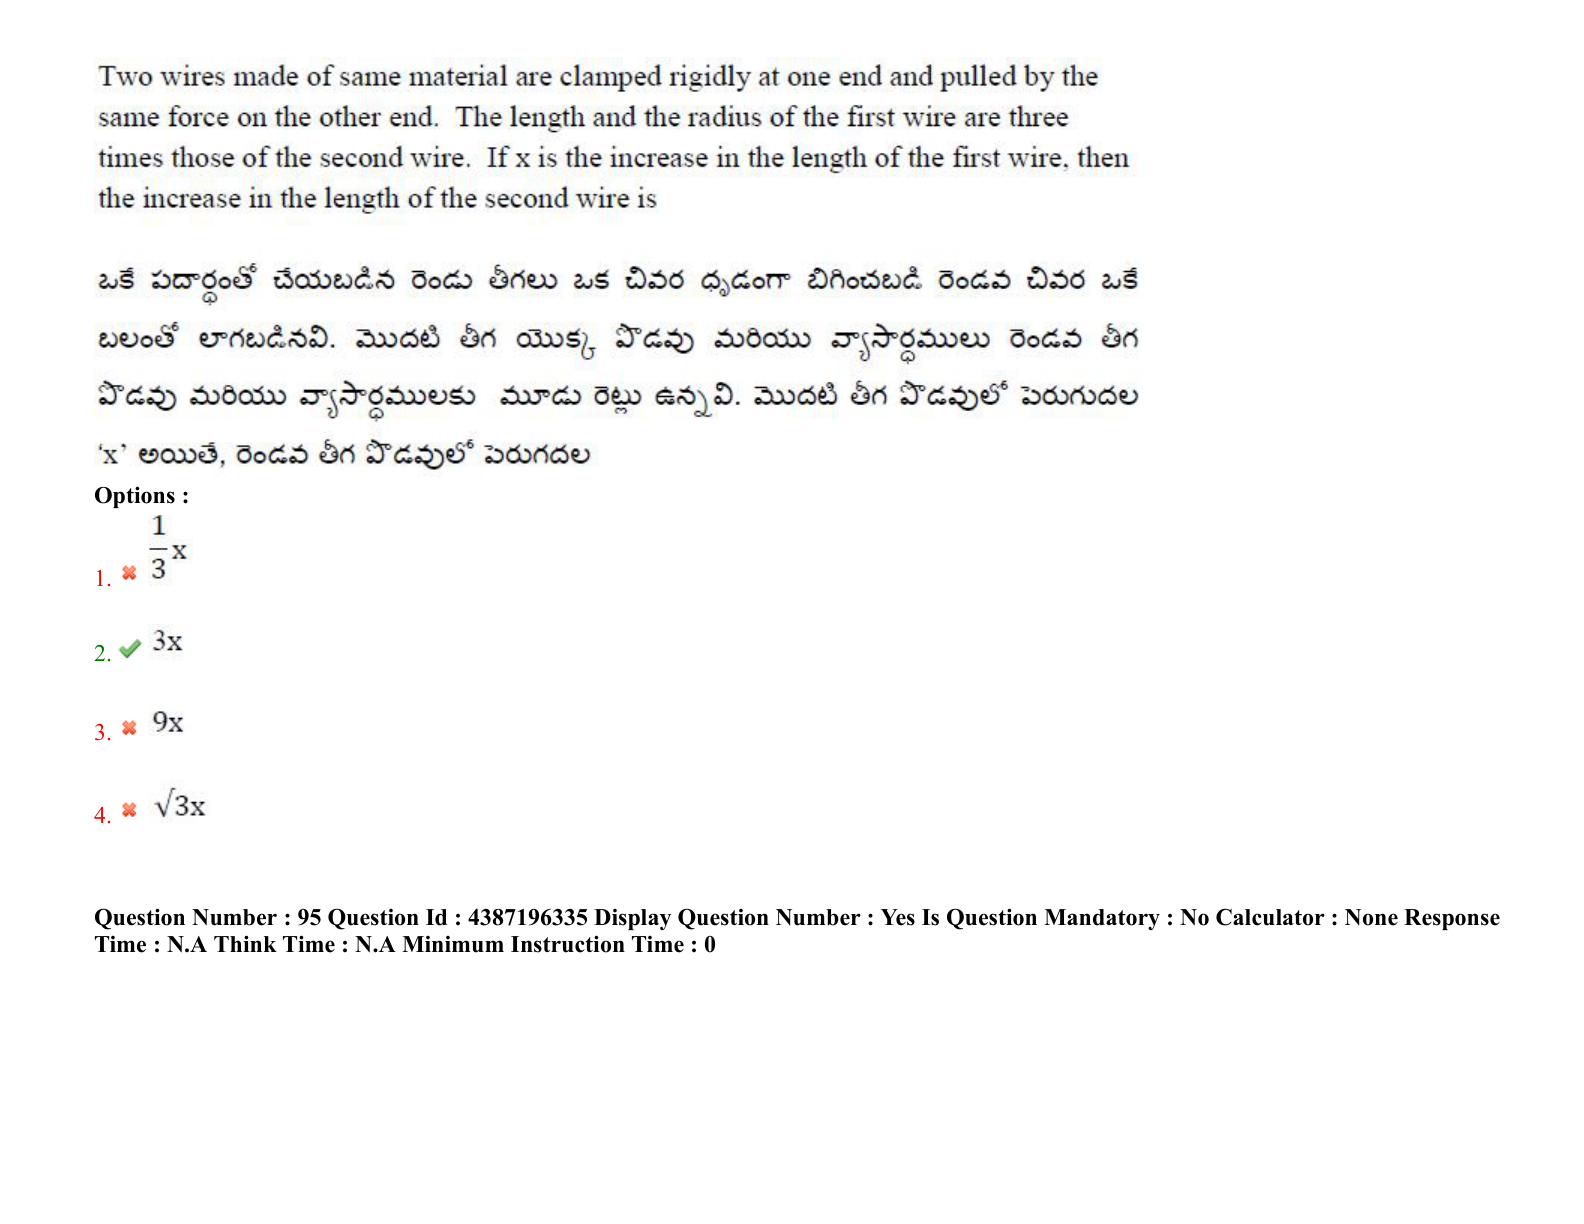 Two wires made of same material are clamped rigidly at one end and pulled by the
same force on the other end.  The length and the radius of the first wire are three
times those of the second wire.  If x is the increase in the length of the first wire, then
the increase in the length of the second wire is
ఒకే పదార్థంతో చేయబడిన రెండు తీగలు ఒక చివర ధృడంగా బిగించబడి రెండవ చివర ఒకే
బలంతో లాగబడినవి. మొదటి తీగ యొక్క పొడవు మరియు వ్యాసార్ధములు రెండవ తీగ
పొడవు మరియు వ్యాసార్ధములకు  మూడు రెట్లు ఉన్నవి. మొదటి తీగ పొడవులో పెరుగుదల
‘x’ అయితే, రెండవ తీగ పొడవులో పెరుగదల
Options :
1. 1/3 x
2. 3x
3. 9x
4. √3x
Question Number : 95 Question Id : 4387196335 Display Question Number : Yes Is Question Mandatory : No Calculator : None Response
Time : N.A Think Time : N.A Minimum Instruction Time : 0